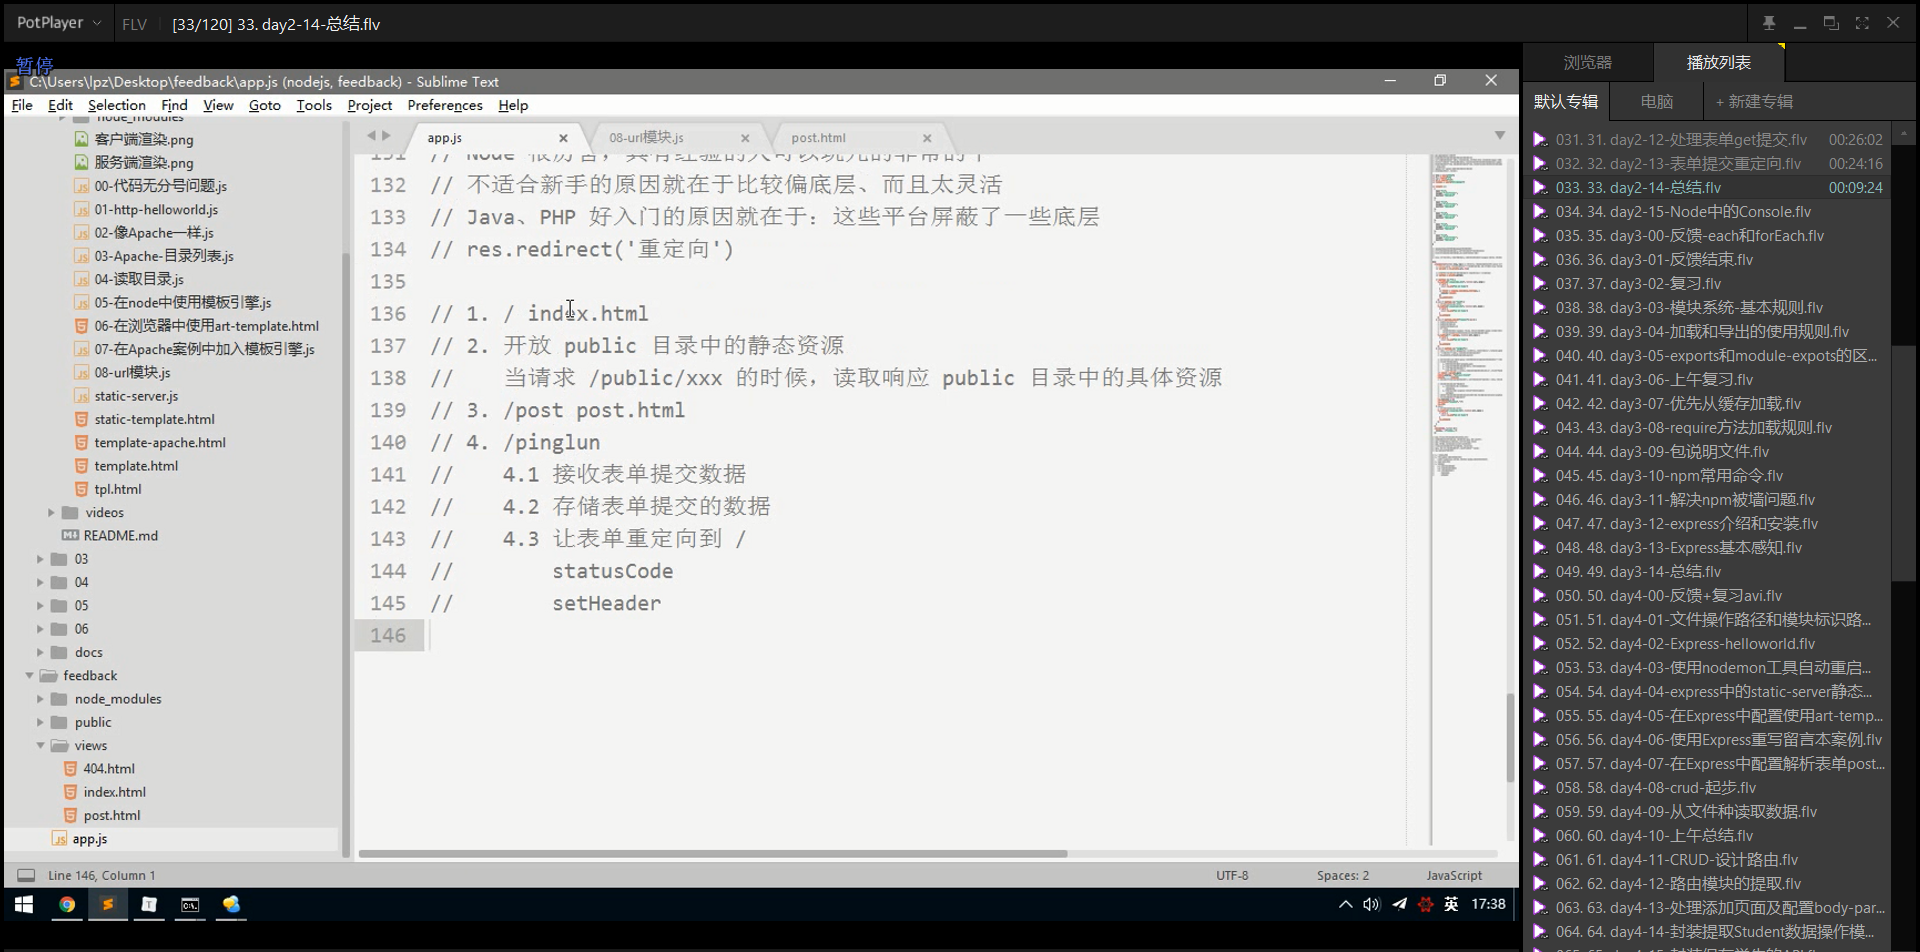 PotPlayer
FLV
[33/120] 33. day2-14-总结.flv
暂停
C:\Users\lpz\Desktop\feedback\app.js (nodejs, feedback) - Sublime Text
File Edit Selection Find View Goto Tools Project Preferences Help
node_modules
客户端渲染.png
服务端渲染.png
00-代码无分号问题.js
01-http-helloworld.js
02-像Apache一样.js
03-Apache-目录列表.js
04-读取目录.js
05-在node中使用模板引擎.js
06-在浏览器中使用art-template.html
07-在Apache案例中加入模板引擎.js
08-url模块.js
static-server.js
static-template.html
template-apache.html
template.html
tpl.html
videos
README.md
03
04
05
06
docs
feedback
node_modules
public
views
404.html
index.html
post.html
app.js
app.js
08-url模块.js
post.html
132 // 不适合新手的原因就在于比较偏底层、而且太灵活
133 // Java、PHP 好入门的原因就在于：这些平台屏蔽了一些底层
134 // res.redirect('重定向')
135
136 // 1. / index.html
137 // 2. 开放 public 目录中的静态资源
138 // 当请求 /public/xxx 的时候，读取响应 public 目录中的具体资源
139 // 3. /post post.html
140 // 4. /pinglun
141 // 4.1 接收表单提交数据
142 // 4.2 存储表单提交的数据
143 // 4.3 让表单重定向到 /
144 // statusCode
145 // setHeader
146
Line 146, Column 1
UTF-8
Spaces: 2
JavaScript
英
17:38
浏览器
播放列表
默认专辑
电脑
+ 新建专辑
031. 31. day2-12-处理表单get提交.flv 00:26:02
032. 32. day2-13-表单提交重定向.flv 00:24:16
033. 33. day2-14-总结.flv 00:09:24
034. 34. day2-15-Node中的Console.flv
035. 35. day3-00-反馈-each和forEach.flv
036. 36. day3-01-反馈结束.flv
037. 37. day3-02-复习.flv
038. 38. day3-03-模块系统-基本规则.flv
039. 39. day3-04-加载和导出的使用规则.flv
040. 40. day3-05-exports和module-expots的区...
041. 41. day3-06-上午复习.flv
042. 42. day3-07-优先从缓存加载.flv
043. 43. day3-08-require方法加载规则.flv
044. 44. day3-09-包说明文件.flv
045. 45. day3-10-npm常用命令.flv
046. 46. day3-11-解决npm被墙问题.flv
047. 47. day3-12-express介绍和安装.flv
048. 48. day3-13-Express基本感知.flv
049. 49. day3-14-总结.flv
050. 50. day4-00-反馈+复习avi.flv
051. 51. day4-01-文件操作路径和模块标识路...
052. 52. day4-02-Express-helloworld.flv
053. 53. day4-03-使用nodemon工具自动重启...
054. 54. day4-04-express中的static-server静态...
055. 55. day4-05-在Express中配置使用art-temp...
056. 56. day4-06-使用Express重写留言本案例.flv
057. 57. day4-07-在Express中配置解析表单post...
058. 58. day4-08-crud-起步.flv
059. 59. day4-09-从文件种读取数据.flv
060. 60. day4-10-上午总结.flv
061. 61. day4-11-CRUD-设计路由.flv
062. 62. day4-12-路由模块的提取.flv
063. 63. day4-13-处理添加页面及配置body-par...
064. 64. day4-14-封装提取Student数据操作模...